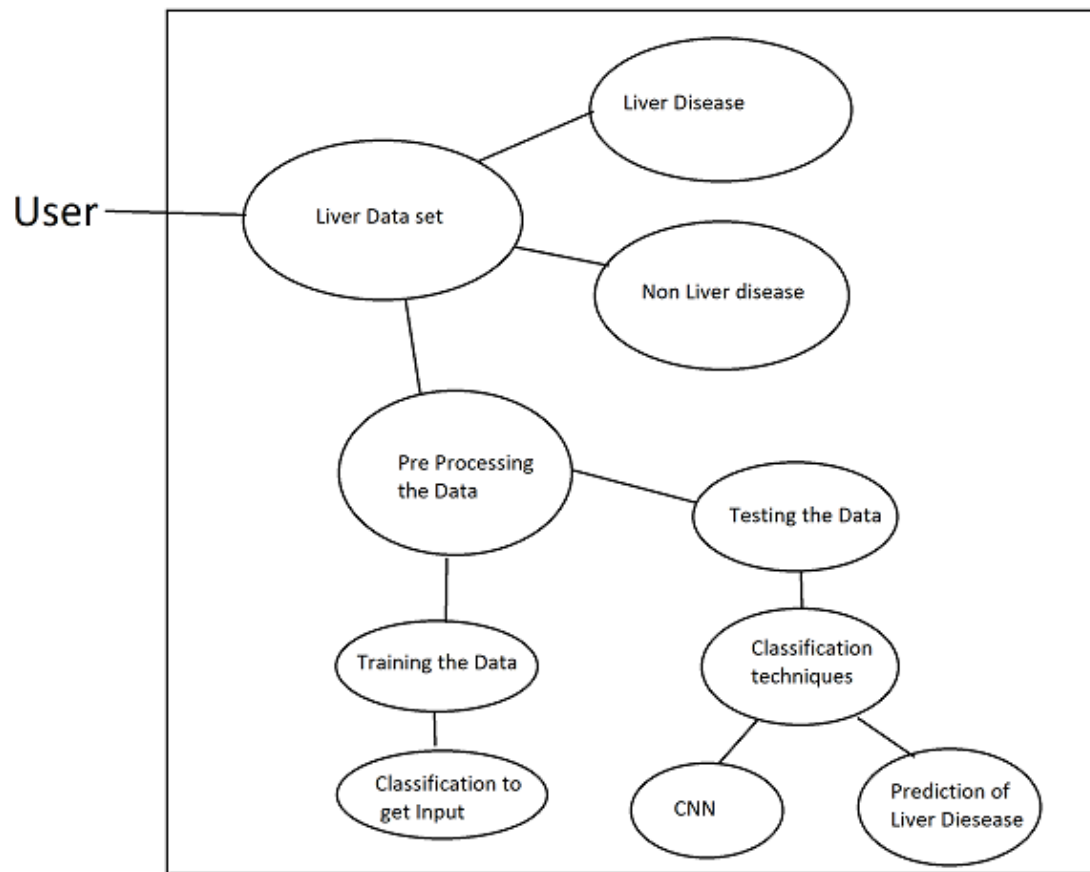 Liver Disease
User
Liver Data set
Non Liver disease
Pre Processing
the Data
Testing the Data
Training the Data
Classification
techniques
Classification to
get Input
CNN
Prediction of
Liver Diesease